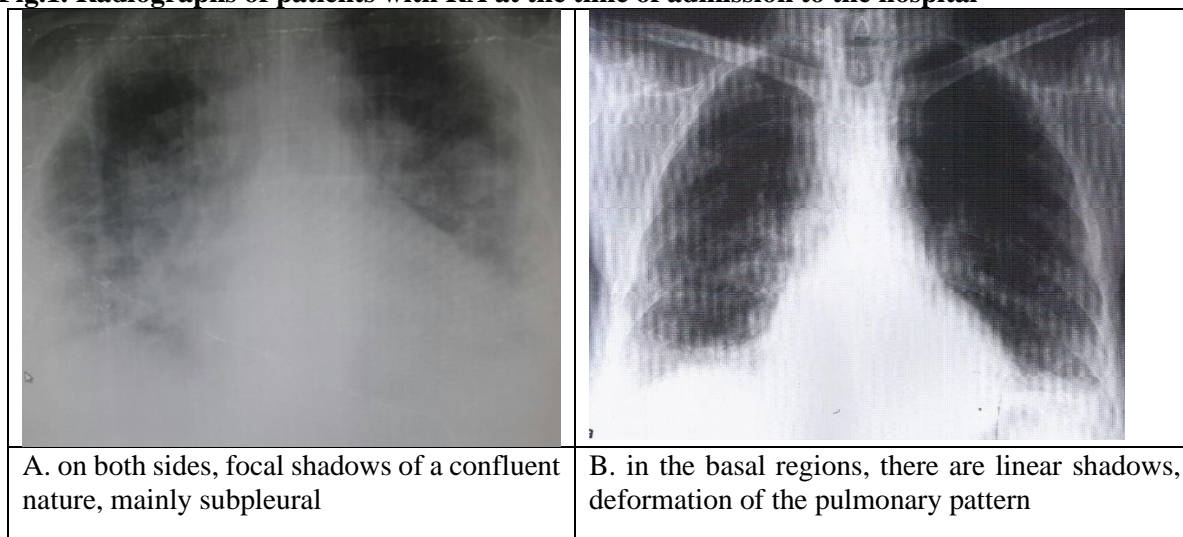 Fig.1. Radiographs of patients with RA at the time of admission to the hospital
A. on both sides, focal shadows of a confluent
nature, mainly subpleural
B. in the basal regions, there are linear shadows,
deformation of the pulmonary pattern